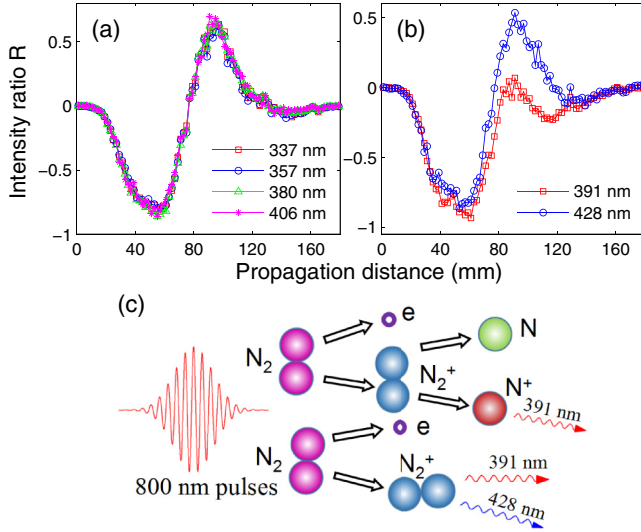 (a)
(b)
Intensity ratio R
0.5
0
−0.5
−1
337 nm
357 nm
380 nm
406 nm
0 40 80 120 160
0.5
0
−0.5
−1
391 nm
428 nm
0 40 80 120 160
Propagation distance (mm)
(c)
e
N
N₂
N₂⁺
N⁺
391 nm
e
N₂
N₂⁺
391 nm
800 nm pulses
428 nm